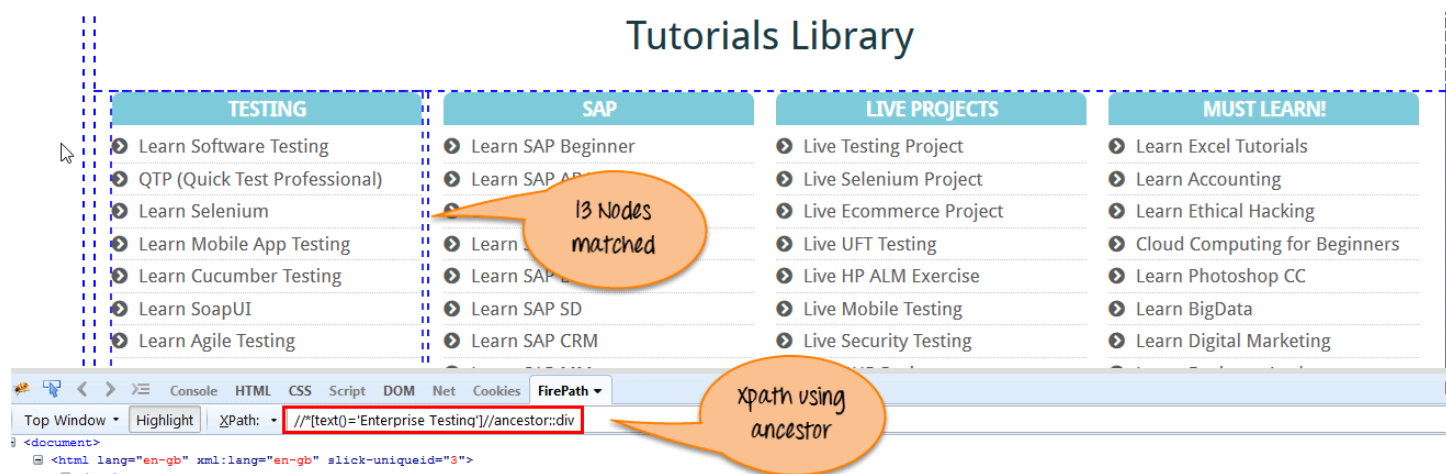 Tutorials Library
TESTING
Learn Software Testing
QTP (Quick Test Professional)
Learn Selenium
Learn Mobile App Testing
Learn Cucumber Testing
Learn SoapUI
Learn Agile Testing
SAP
Learn SAP Beginner
Learn SAP
Learn
Learn SAP
Learn SAP SD
Learn SAP CRM
LIVE PROJECTS
Live Testing Project
Live Selenium Project
Live Ecommerce Project
Live UFT Testing
Live HP ALM Exercise
Live Mobile Testing
Live Security Testing
MUST LEARN!
Learn Excel Tutorials
Learn Accounting
Learn Ethical Hacking
Cloud Computing for Beginners
Learn Photoshop CC
Learn BigData
Learn Digital Marketing
13 Nodes
matched
Xpath using
ancestor
Console HTML CSS Script DOM Net Cookies FirePath
Top Window Highlight XPath: //*[text()='Enterprise Testing']//ancestor::div
<document>
<html lang="en-gb" xml:lang="en-gb" slick-uniqueid="3">